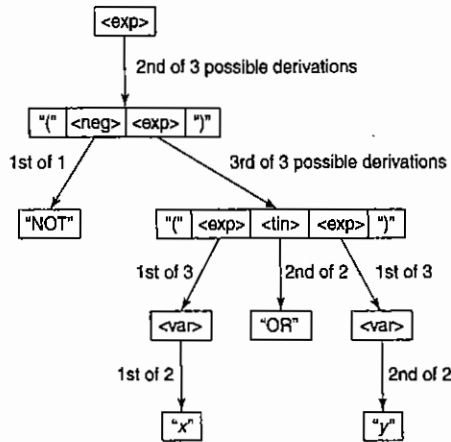 <exp>
2nd of 3 possible derivations
“(” <neg> <exp> “)”
1st of 1
3rd of 3 possible derivations
“NOT”
“(” <exp> <tin> <exp> “)”
1st of 3
2nd of 2
1st of 3
<var>
“OR”
<var>
1st of 2
2nd of 2
“x”
“y”